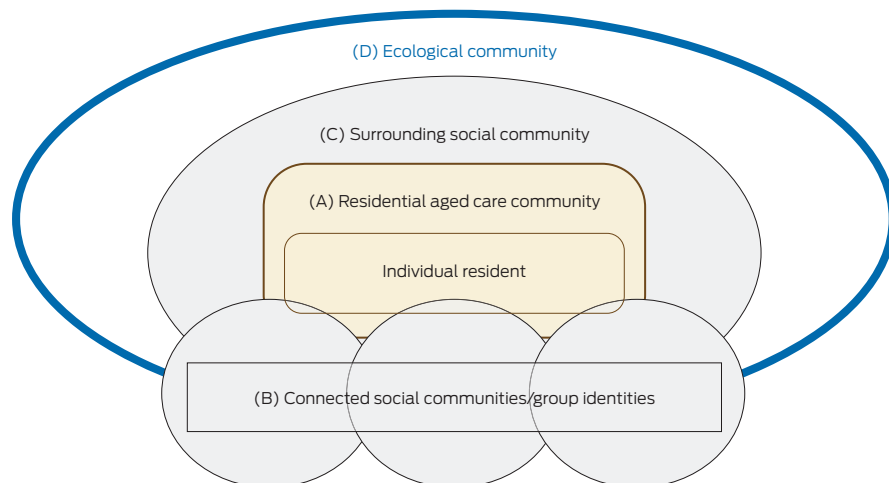 (D) Ecological community
(C) Surrounding social community
(A) Residential aged care community
Individual resident
(B) Connected social communities/group identities